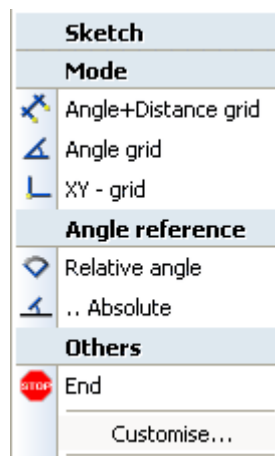 Sketch
Mode
Angle+Distance grid
Angle grid
XY - grid
Angle reference
Relative angle
.. Absolute
Others
STOP End
Customise...